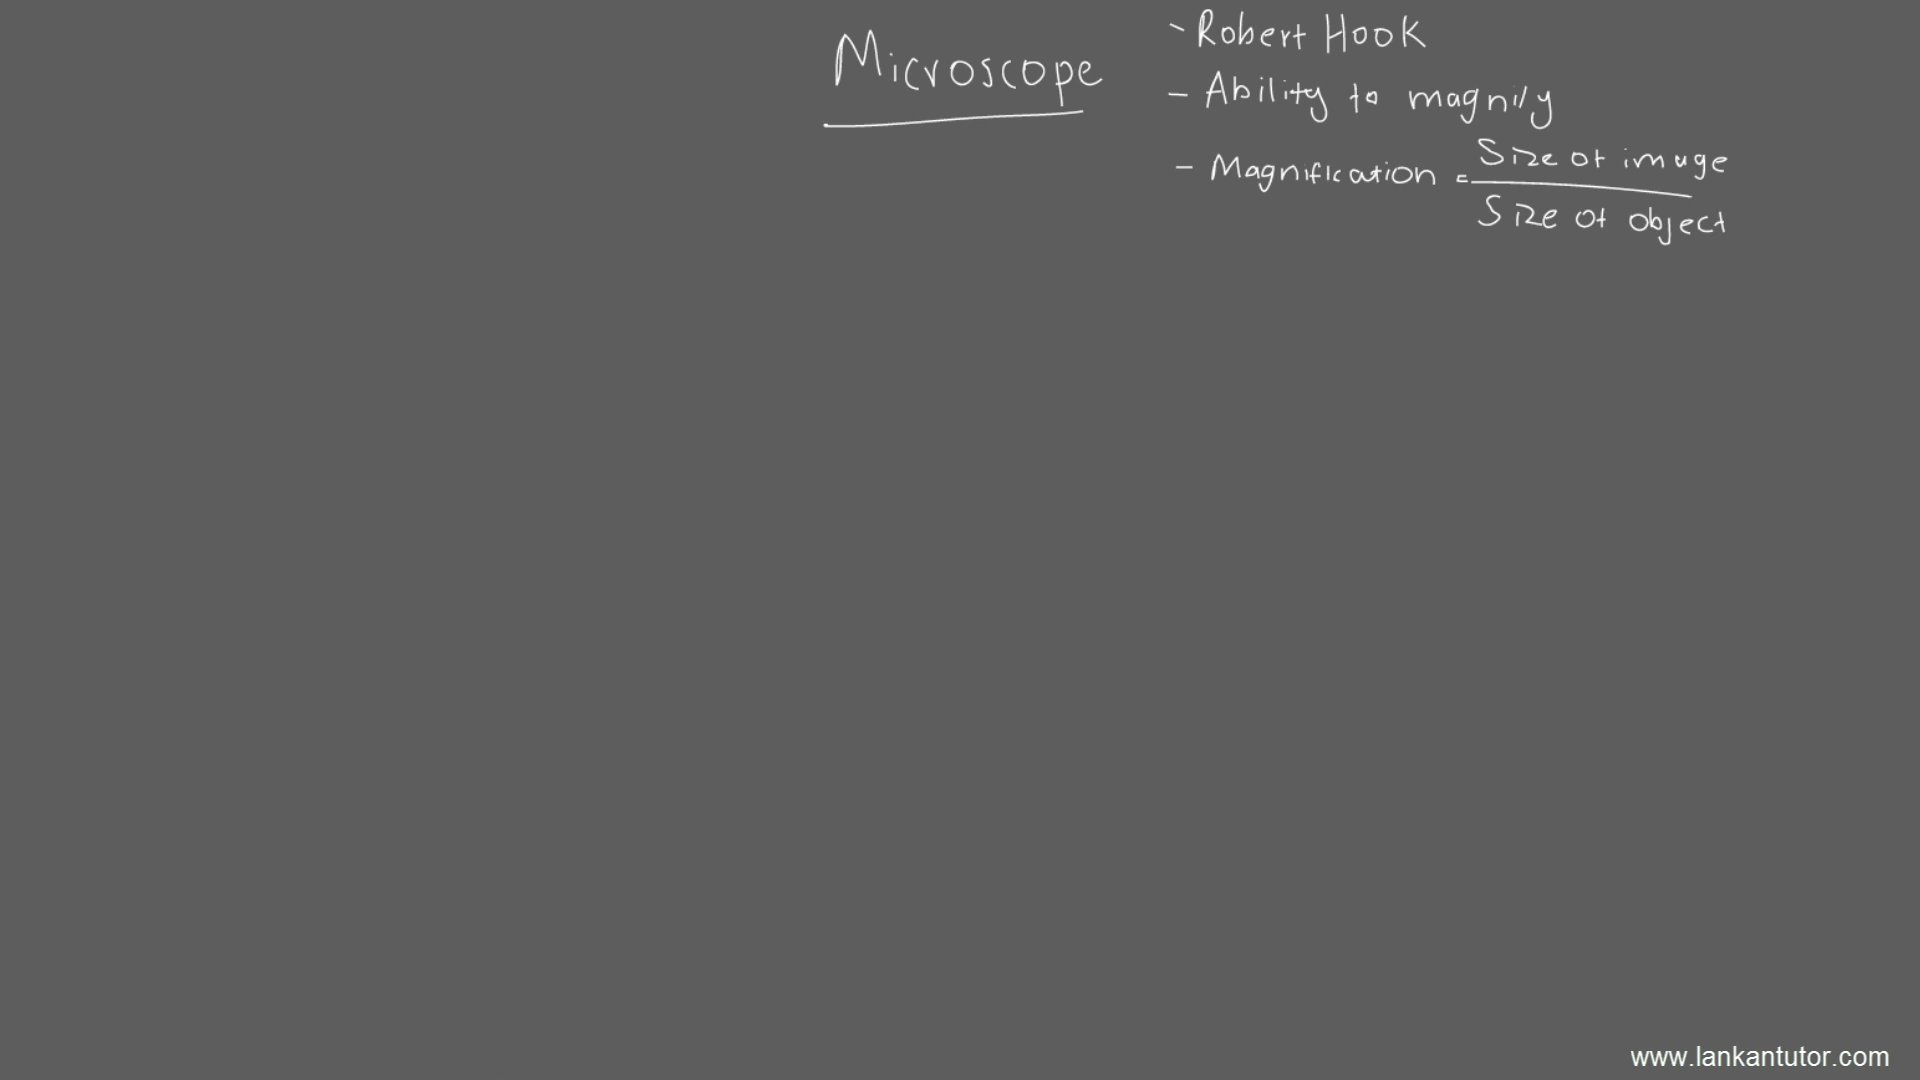 Microscope
- Robert Hook
- Ability to magnify
- Magnification = Size of image
Size of object
www.lankantutor.com